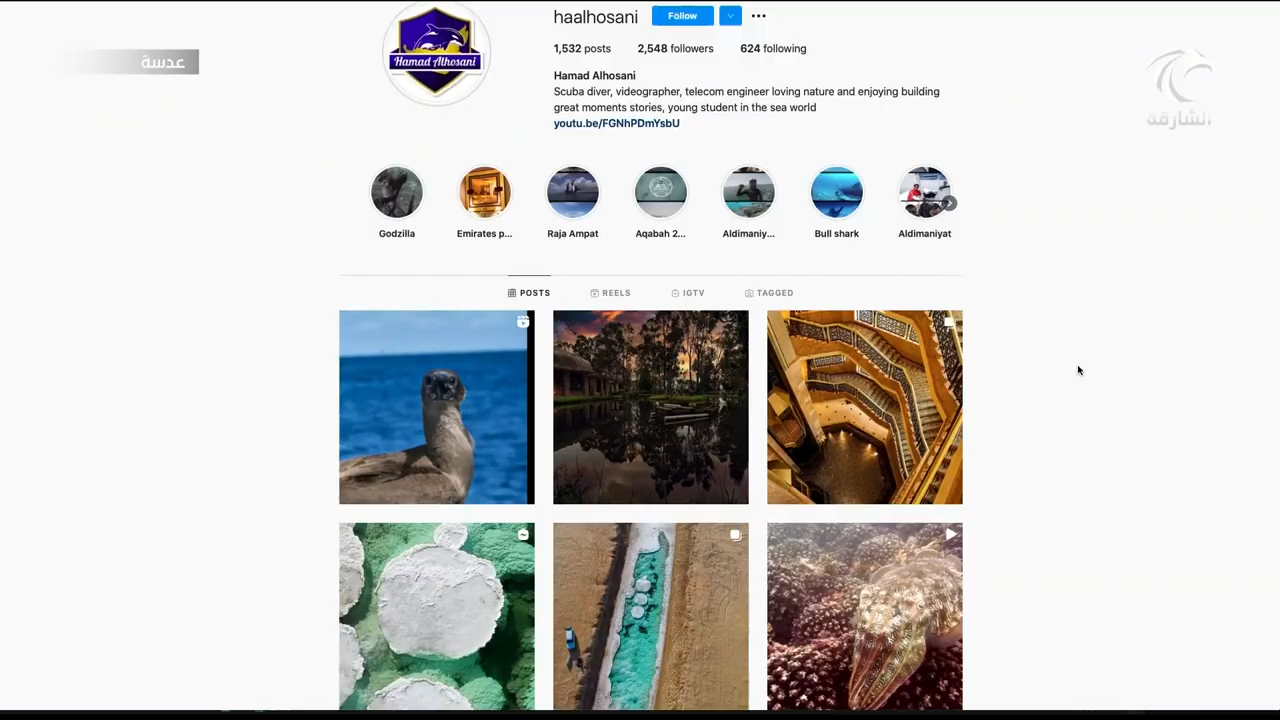 haalhosani
Follow
1,532 posts 2,548 followers 624 following
Hamad Alhosani
Scuba diver, videographer, telecom engineer loving nature and enjoying building
great moments stories, young student in the sea world
youtu.be/FGNhPDmYsbU
Hamad Alhosani
عدسة
الشارقة
Godzilla Emirates p... Raja Ampat Aqabah 2... Aldimaniy... Bull shark Aldimaniyat
POSTS REELS IGTV TAGGED